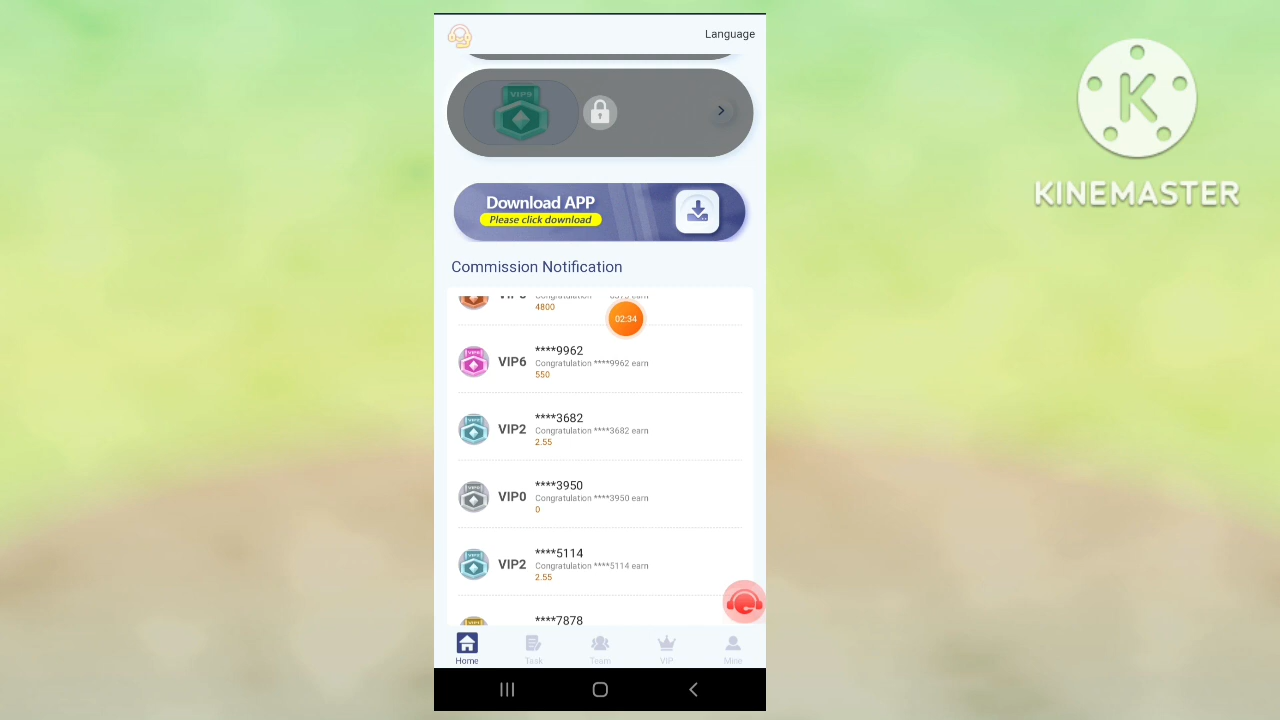 Language
VIP9
Download APP
Please click download
Commission Notification
4800
02:34
VIP6
****9962
Congratulation ****9962 earn
550
VIP2
****3682
Congratulation ****3682 earn
2.55
VIP0
****3950
Congratulation ****3950 earn
0
VIP2
****5114
Congratulation ****5114 earn
2.55
****7878
Home
Task
Team
VIP
Mine
K
KINEMASTER